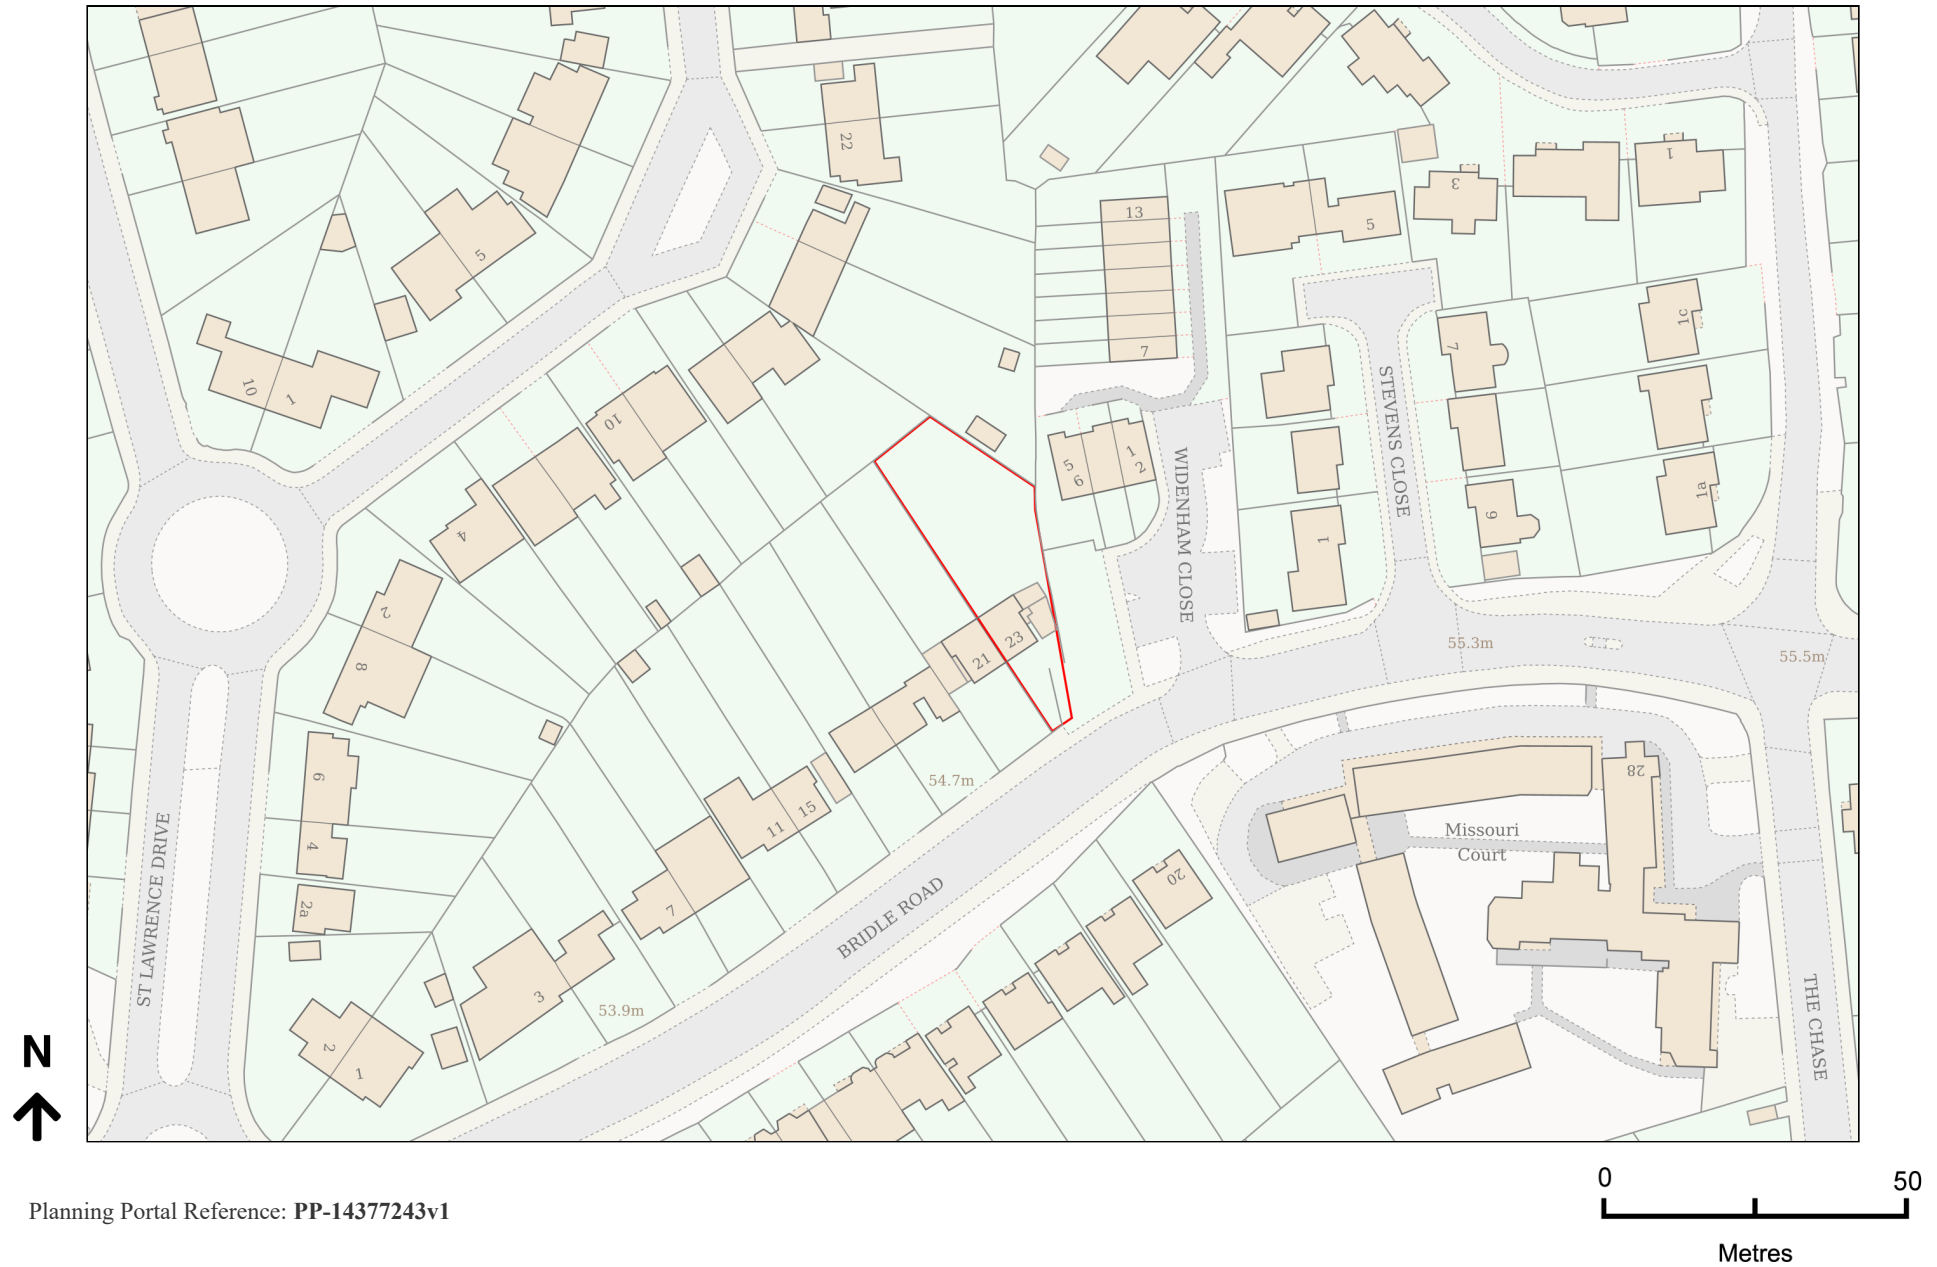 22
13
1
3
5
5
7
1c
10
1
10
STEVENS CLOSE
7
1
2
5
6
WIDENHAM CLOSE
1a
9
1
4
2
8
23
21
55.3m
55.5m
6
4
2a
ST LAWRENCE DRIVE
54.7m
28
11
15
Missouri
Court
20
7
BRIDLE ROAD
3
53.9m
THE CHASE
2
1
N
0
50
Metres
Planning Portal Reference: PP-14377243v1